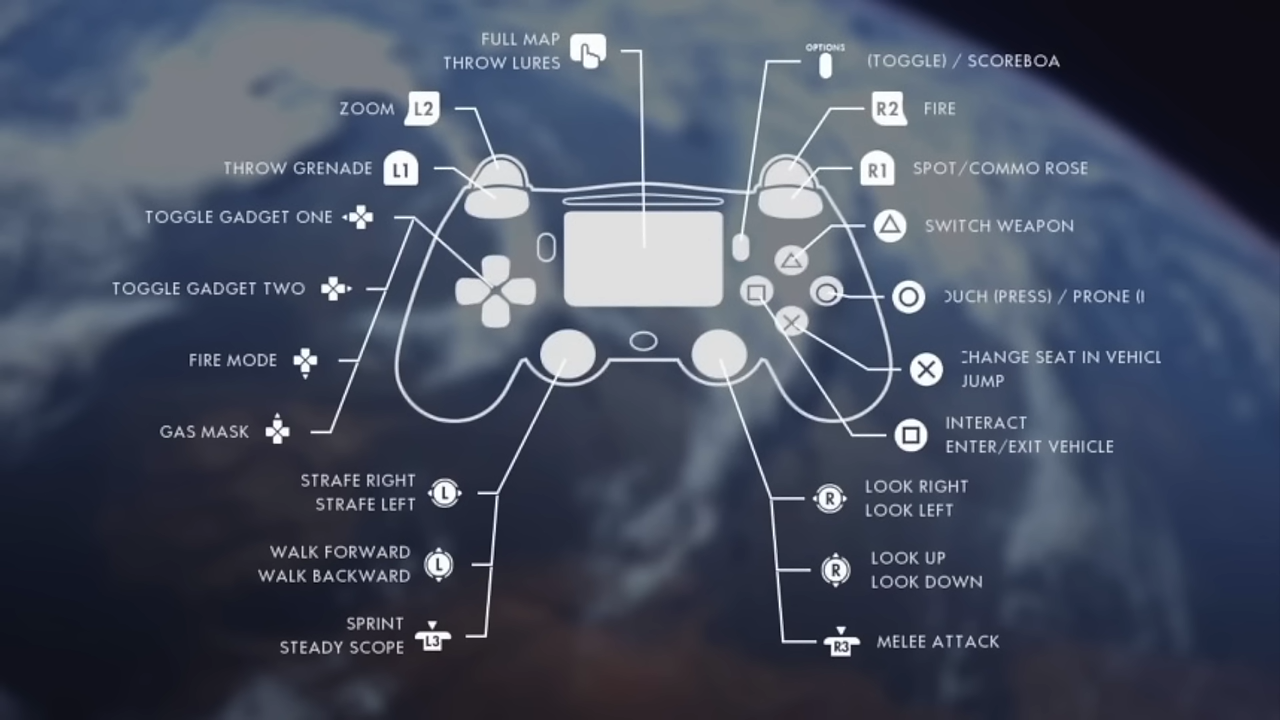 FULL MAP
THROW LURES
OPTIONS
(TOGGLE) / SCOREBOA
ZOOM L2
R2 FIRE
THROW GRENADE L1
R1 SPOT/COMMO ROSE
TOGGLE GADGET ONE
SWITCH WEAPON
TOGGLE GADGET TWO
OUCH (PRESS) / PRONE (
FIRE MODE
CHANGE SEAT IN VEHICL
JUMP
GAS MASK
INTERACT
ENTER/EXIT VEHICLE
STRAFE RIGHT
STRAFE LEFT
L
LOOK RIGHT
LOOK LEFT
R
WALK FORWARD
WALK BACKWARD
L
LOOK UP
LOOK DOWN
R
SPRINT
STEADY SCOPE
L3
R3 MELEE ATTACK